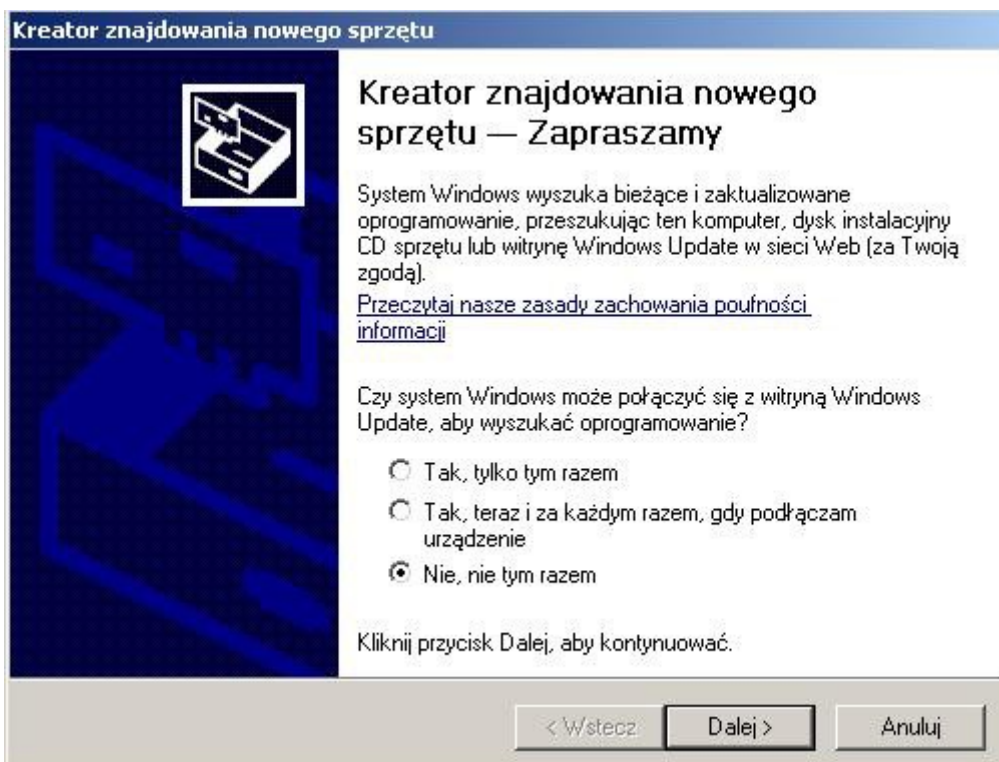 Kreator znajdowania nowego sprzętu
Kreator znajdowania nowego
sprzętu — Zapraszamy
System Windows wyszuka bieżące i zaktualizowane
oprogramowanie, przeszukując ten komputer, dysk instalacyjny
CD sprzętu lub witrynę Windows Update w sieci Web (za Twoją
zgodą).
Przeczytaj nasze zasady zachowania poufności
informacji
Czy system Windows może połączyć się z witryną Windows
Update, aby wyszukać oprogramowanie?
Tak, tylko tym razem
Tak, teraz i za każdym razem, gdy podłączam
urządzenie
Nie, nie tym razem
Kliknij przycisk Dalej, aby kontynuować.
< Wstecz Dalej > Anuluj